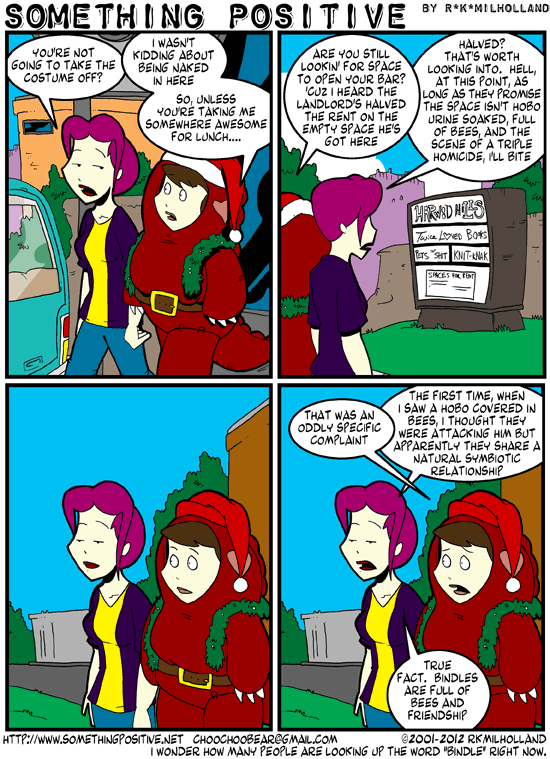 SOMETHING POSITIVE BY R*K*MILHOLLAND
YOU'RE NOT
GOING TO TAKE THE
COSTUME OFF?
I WASN'T
KIDDING ABOUT
BEING NAKED
IN HERE
SO, UNLESS
YOU'RE TAKING ME
SOMEWHERE AWESOME
FOR LUNCH....
ARE YOU STILL
LOOKIN' FOR SPACE
TO OPEN YOUR BAR?
'CUZ I HEARD THE
LANDLORD'S HALVED
THE RENT ON THE
EMPTY SPACE HE'S
GOT HERE
HALVED?
THAT'S WORTH
LOOKING INTO. HELL,
AT THIS POINT, AS
LONG AS THEY PROMISE
THE SPACE ISN'T HOBO
URINE SOAKED, FULL
OF BEES, AND THE
SCENE OF A TRIPLE
HOMICIDE, I'LL BITE
TWICE LOVED BOOKS
KNIT-KNAK
SPACES FOR RENT
THAT WAS AN
ODDLY SPECIFIC
COMPLAINT
THE FIRST TIME, WHEN
I SAW A HOBO COVERED IN
BEES, I THOUGHT THEY
WERE ATTACKING HIM BUT
APPARENTLY THEY SHARE A
NATURAL SYMBIOTIC
RELATIONSHIP
TRUE
FACT. BINDLES
ARE FULL OF
BEES AND
FRIENDSHIP
HTTP://WWW.SOMETHINGPOSITIVE.NET CHOOCHOOBEAR@GMAIL.COM ©2001-2012 RKMILHOLLAND
I WONDER HOW MANY PEOPLE ARE LOOKING UP THE WORD "BINDLE" RIGHT NOW.